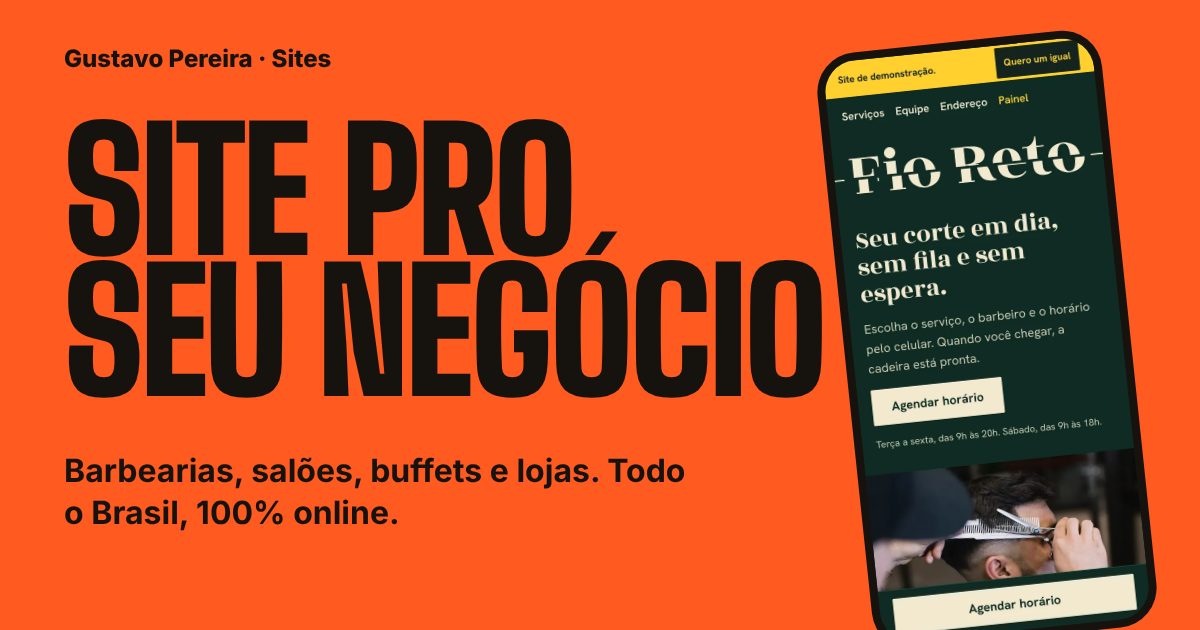 Gustavo Pereira · Sites
SITE PRO
SEU NEGÓCIO
Barbearias, salões, buffets e lojas. Todo
o Brasil, 100% online.
Site de demonstração.
Quero um igual
Serviços Equipe Endereço Painel
Fio Reto
Seu corte em dia,
sem fila e sem
espera.
Escolha o serviço, o barbeiro e o horário
pelo celular. Quando você chegar, a
cadeira está pronta.
Agendar horário
Terça a sexta, das 9h às 20h. Sábado, das 9h às 18h.
Agendar horário